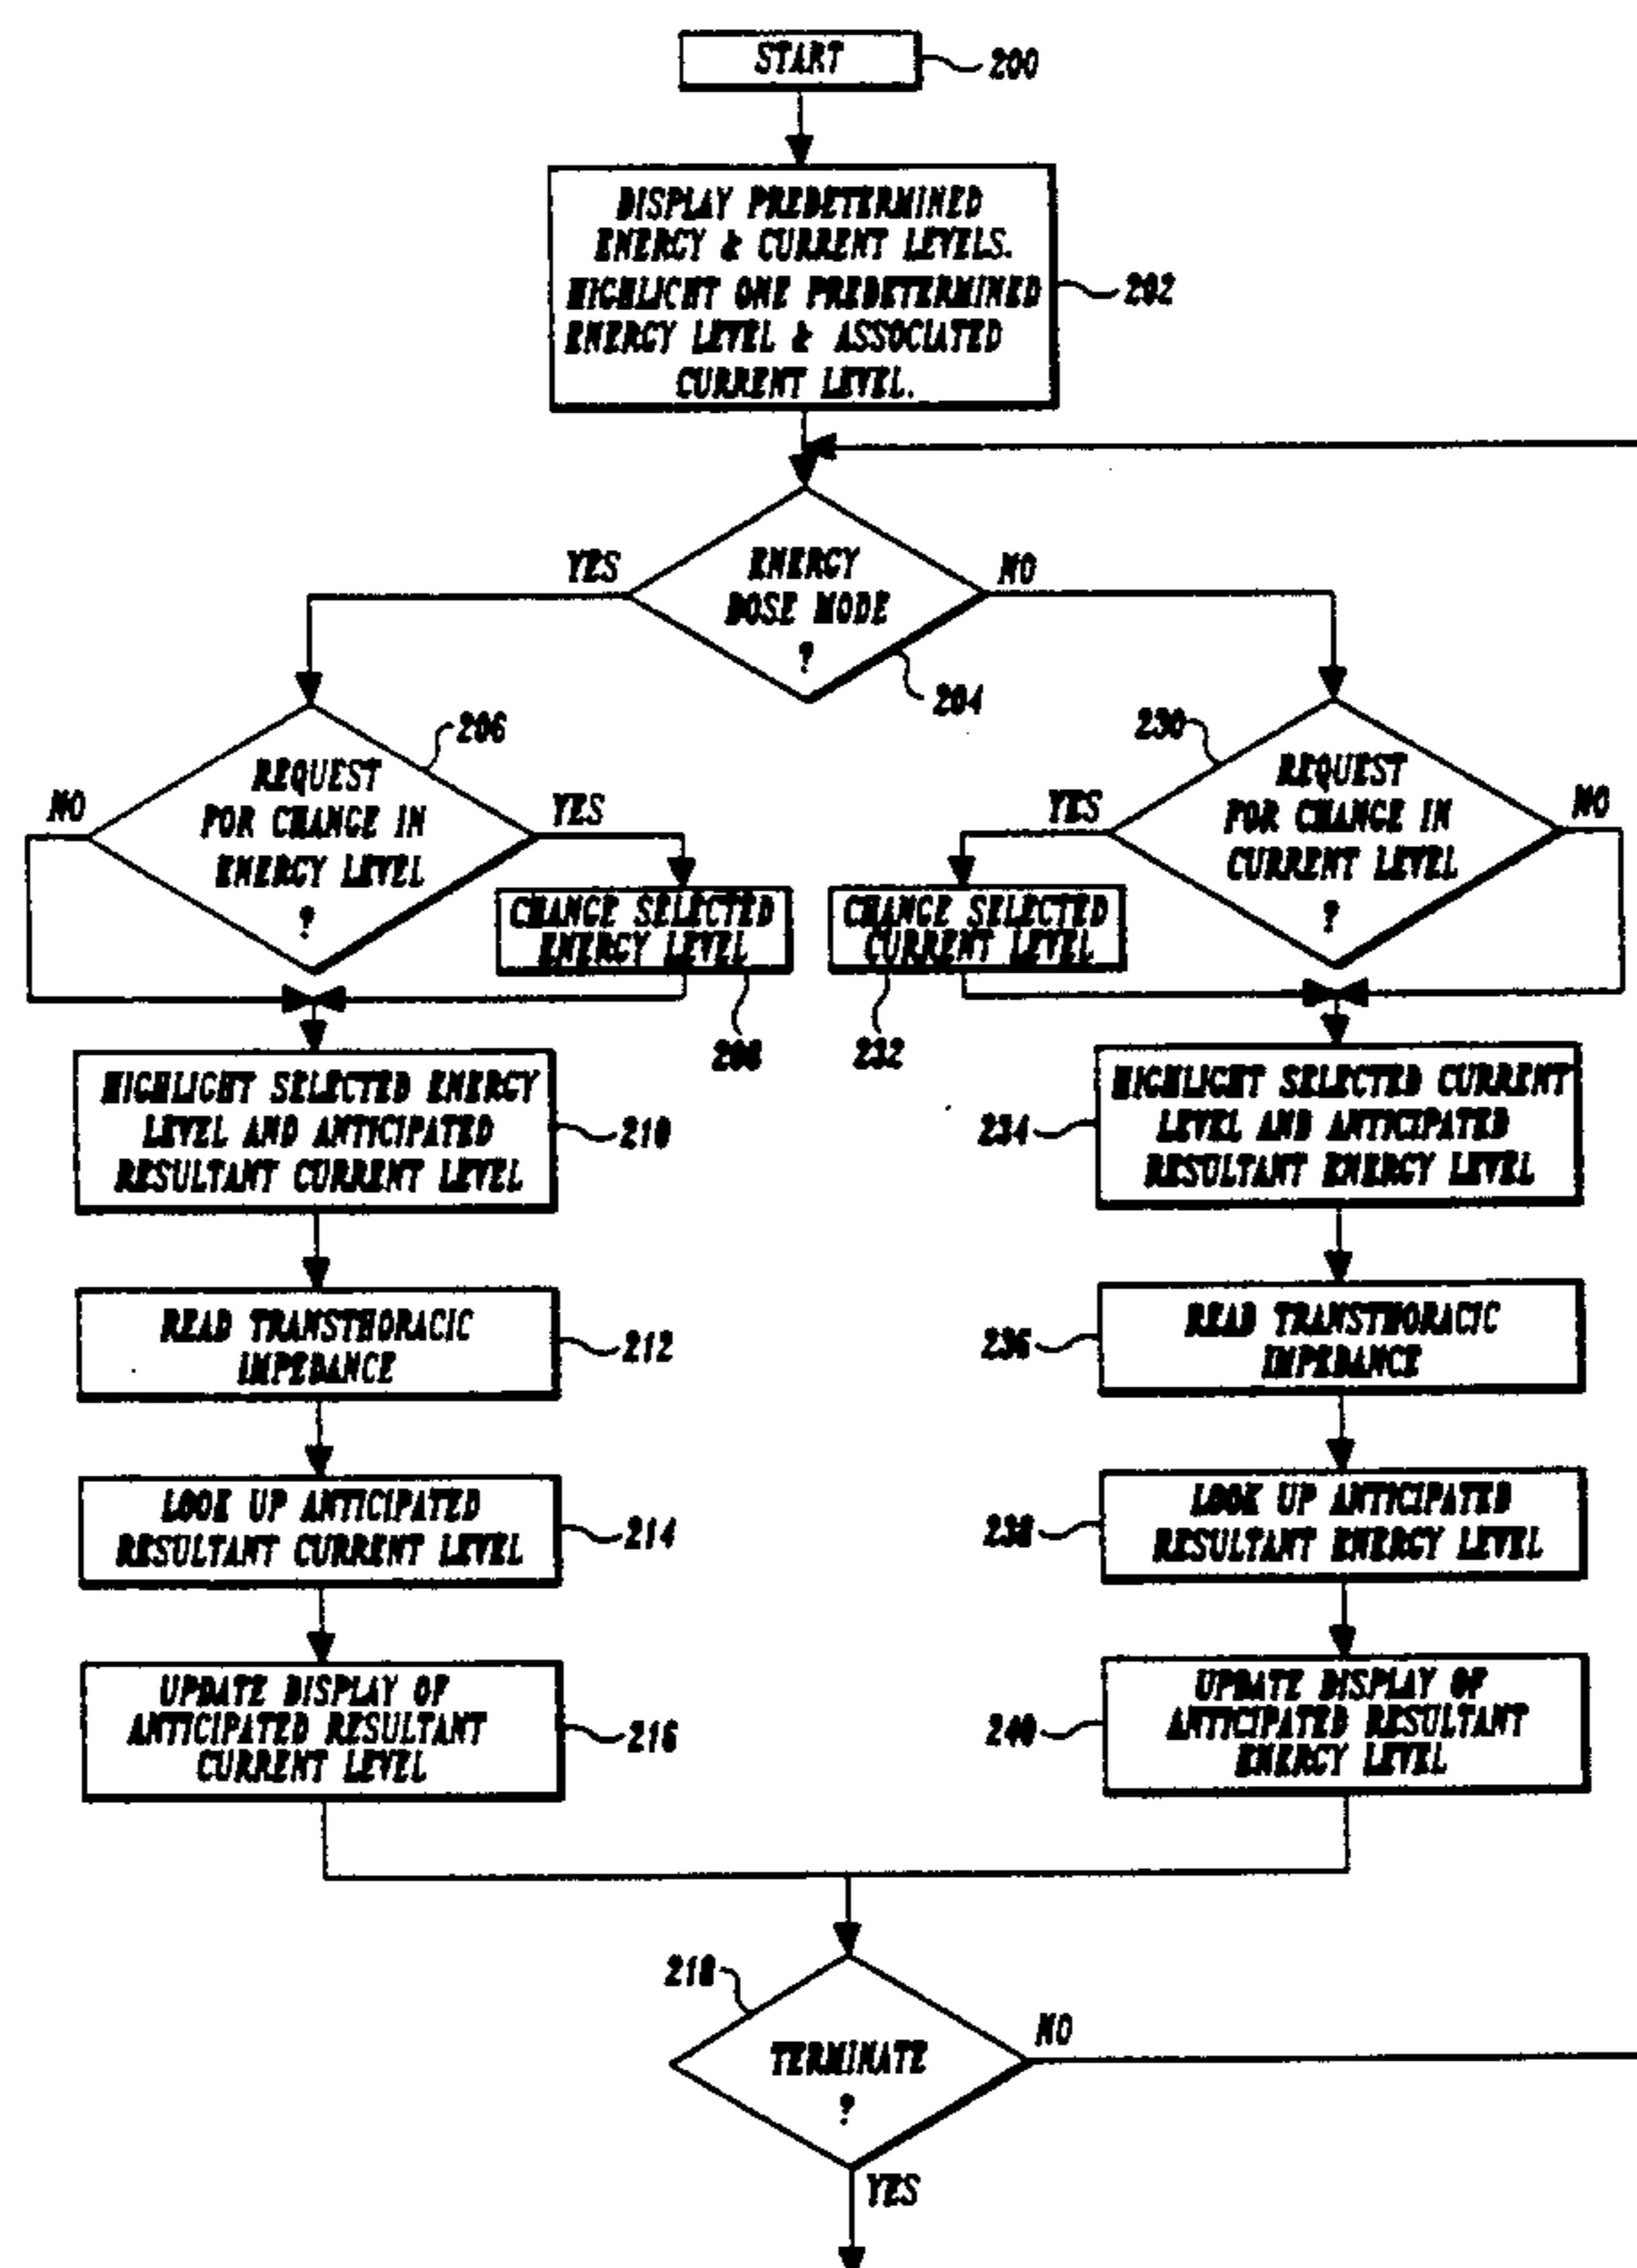 START
200
DISPLAY PREDETERMINED
ENERGY & CURRENT LEVELS.
HIGHLIGHT ONE PREDETERMINED
ENERGY LEVEL & ASSOCIATED
CURRENT LEVEL.
202
YES
ENERGY
DOSE MODE
?
NO
204
206
REQUEST
FOR CHANGE IN
ENERGY LEVEL
?
NO
YES
CHANGE SELECTED
ENERGY LEVEL
208
230
REQUEST
FOR CHANGE IN
CURRENT LEVEL
?
YES
NO
CHANGE SELECTED
CURRENT LEVEL
232
HIGHLIGHT SELECTED ENERGY
LEVEL AND ANTICIPATED
RESULTANT CURRENT LEVEL
210
234
HIGHLIGHT SELECTED CURRENT
LEVEL AND ANTICIPATED
RESULTANT ENERGY LEVEL
READ TRANSTHORACIC
IMPEDANCE
212
236
READ TRANSTHORACIC
IMPEDANCE
LOOK UP ANTICIPATED
RESULTANT CURRENT LEVEL
214
238
LOOK UP ANTICIPATED
RESULTANT ENERGY LEVEL
UPDATE DISPLAY OF
ANTICIPATED RESULTANT
CURRENT LEVEL
216
240
UPDATE DISPLAY OF
ANTICIPATED RESULTANT
ENERGY LEVEL
218
TERMINATE
?
NO
YES